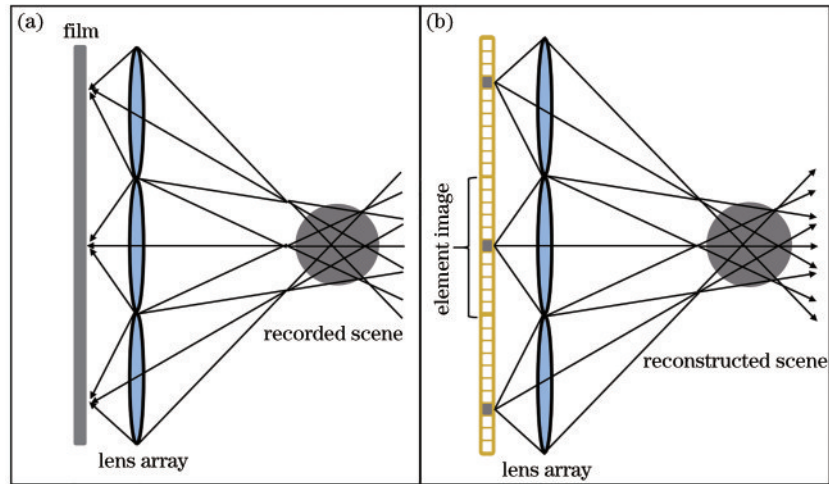 (a)
film
recorded scene
lens array
(b)
element image
reconstructed scene
lens array